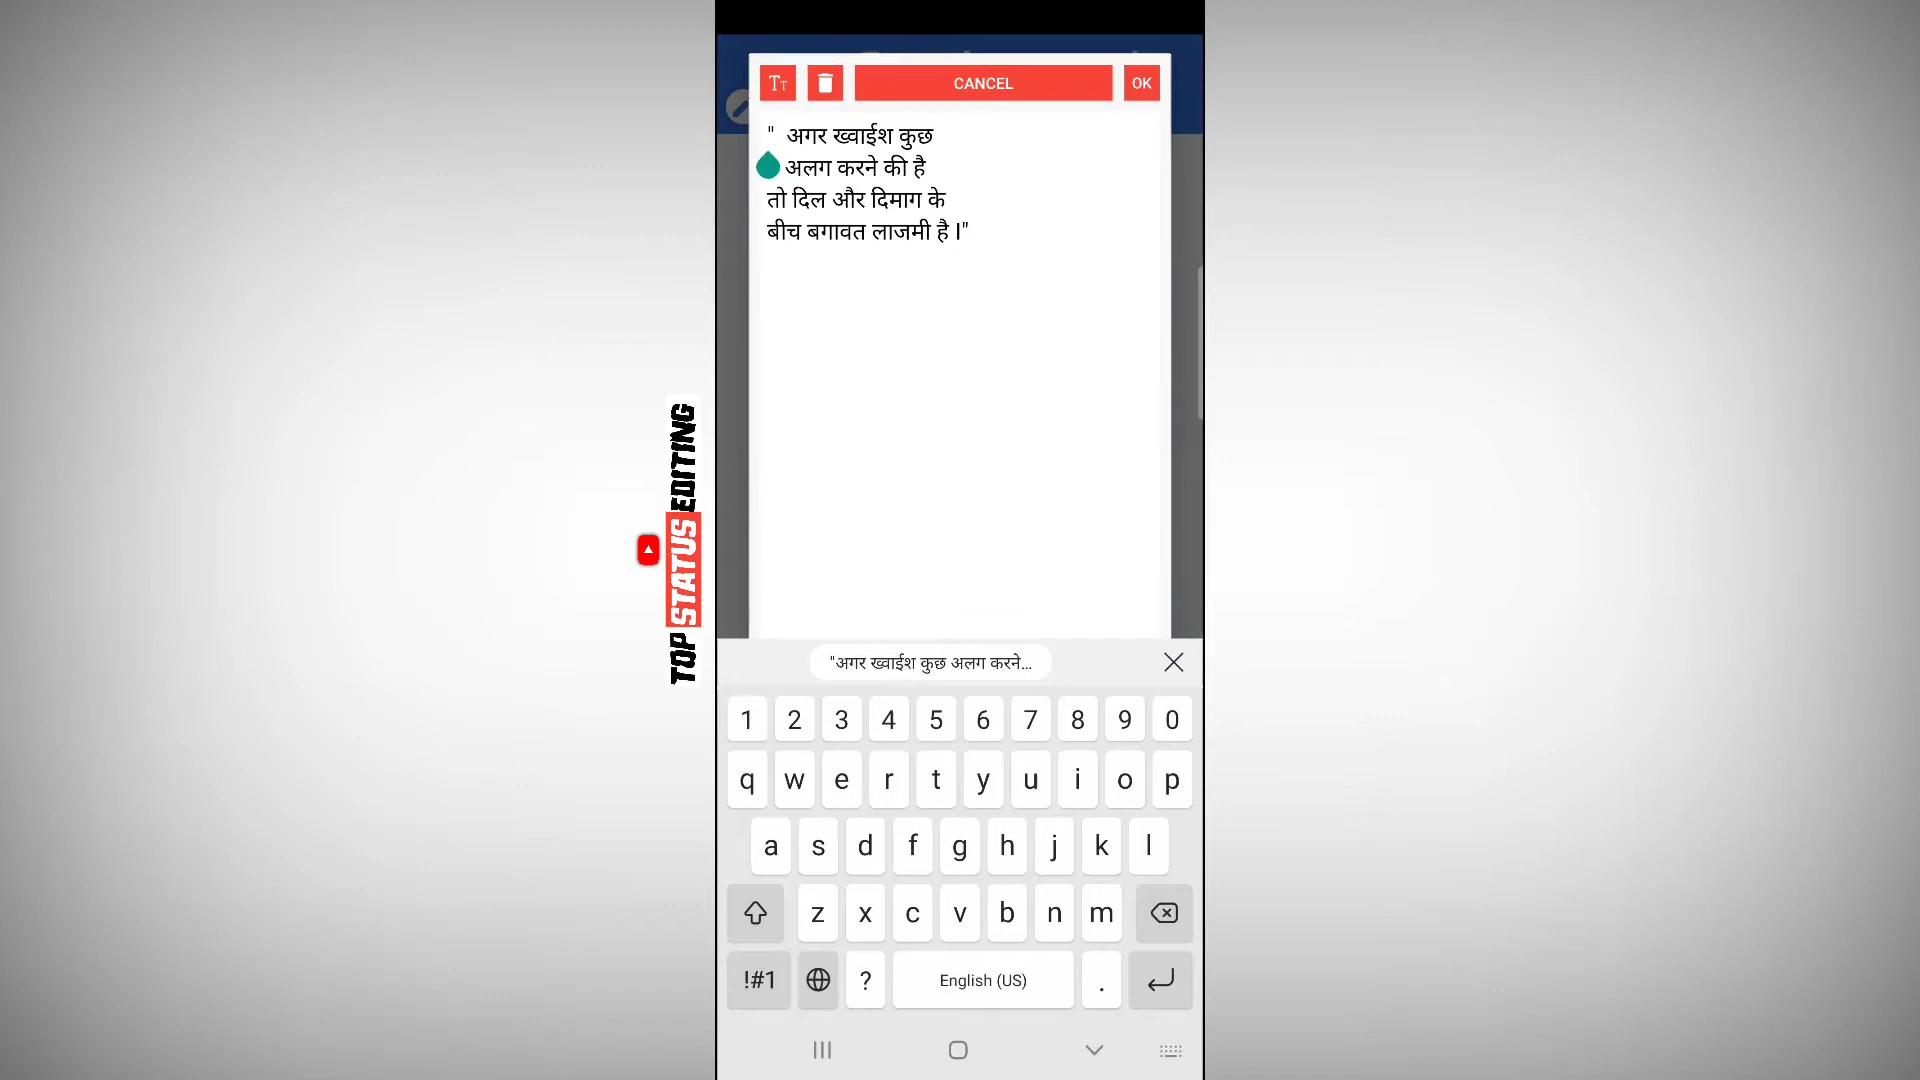 Tт
CANCEL
OK
"  अगर ख्वाईश कुछ
अलग करने की है
तो दिल और दिमाग के
बीच बगावत लाजमी है I"
TOP STATUS EDITING
"अगर ख्वाईश कुछ अलग करने...
1 2 3 4 5 6 7 8 9 0
q w e r t y u i o p
a s d f g h j k l
z x c v b n m
!#1 ? English (US) .